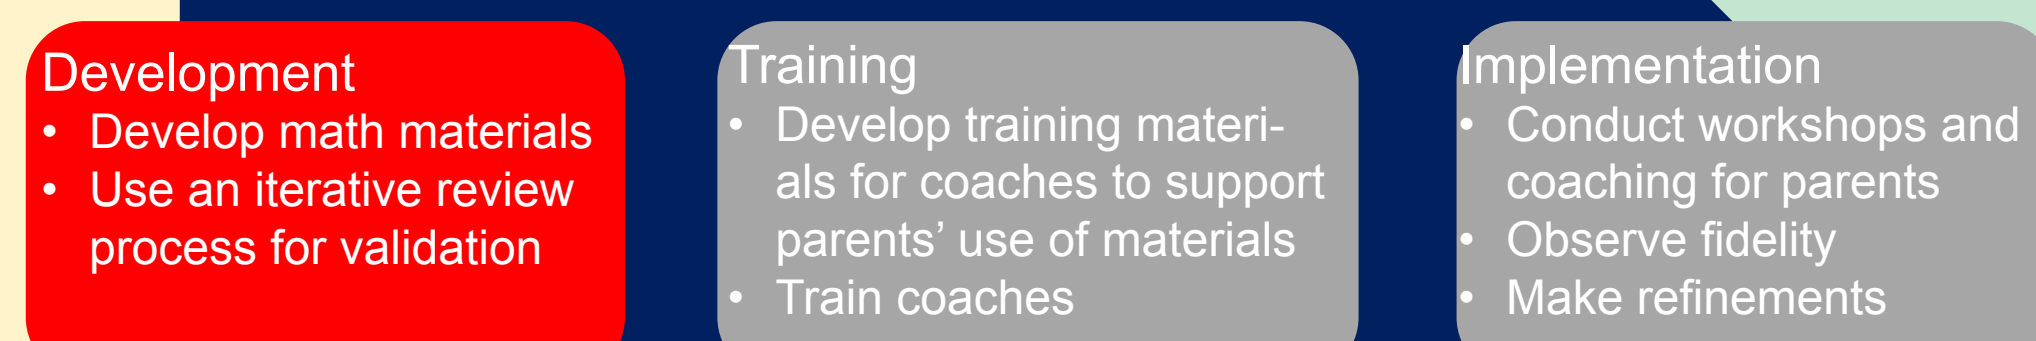 Development
• Develop math materials
• Use an iterative review
process for validation
Training
• Develop training materi-
als for coaches to support
parents’ use of materials
• Train coaches
Implementation
• Conduct workshops and
coaching for parents
• Observe fidelity
• Make refinements